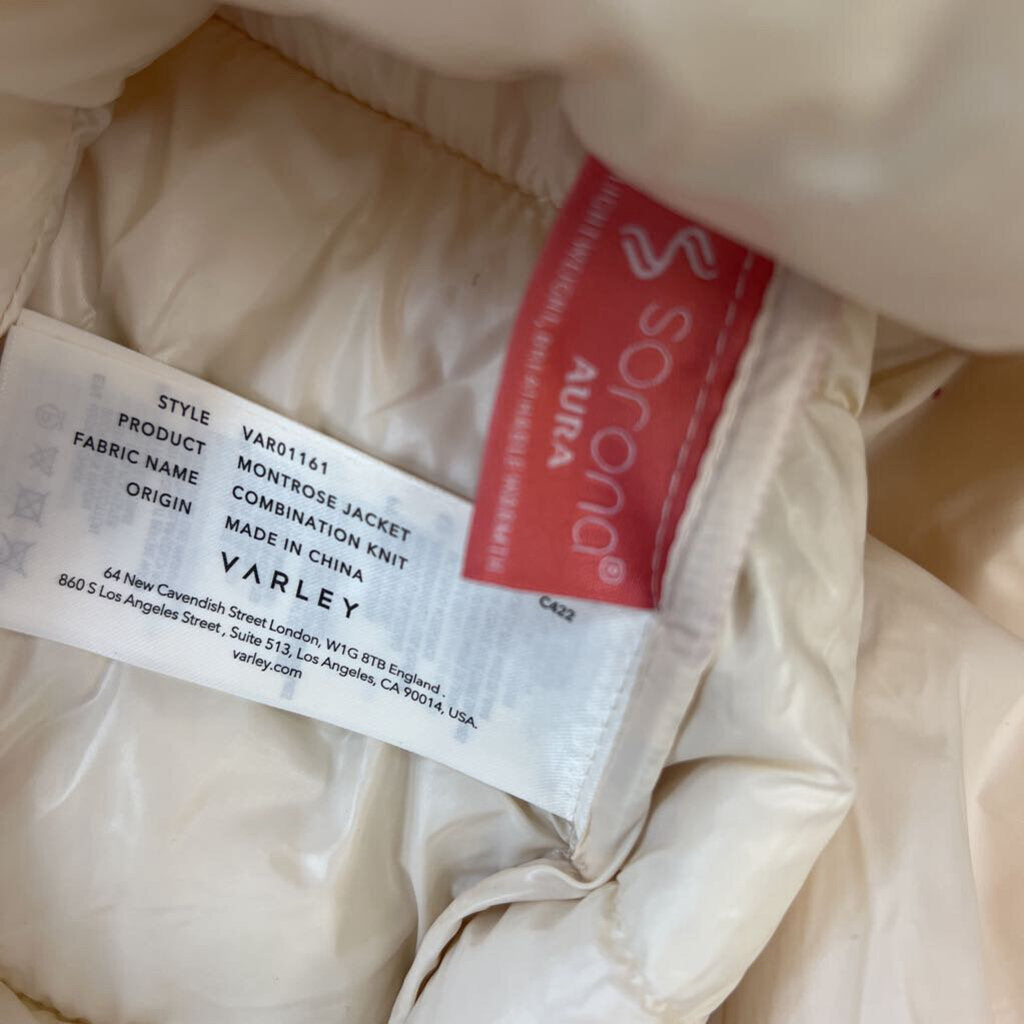 STYLE VAR01161
PRODUCT MONTROSE JACKET
FABRIC NAME COMBINATION KNIT
ORIGIN MADE IN CHINA
VARLEY
64 New Cavendish Street London, W1G 8TB England .
860 S Los Angeles Street , Suite 513, Los Angeles, CA 90014, USA.
varley.com
C422
sorona®
AURA